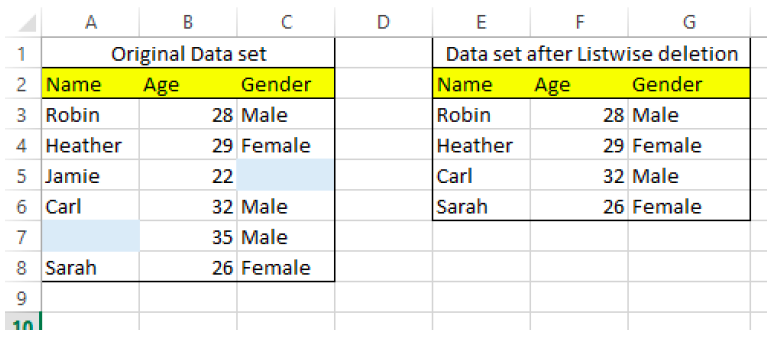 A B C D E F G
1 Original Data set Data set after Listwise deletion
2 Name Age Gender Name Age Gender
3 Robin 28 Male Robin 28 Male
4 Heather 29 Female Heather 29 Female
5 Jamie 22 Carl 32 Male
6 Carl 32 Male Sarah 26 Female
7 35 Male
8 Sarah 26 Female
9
10